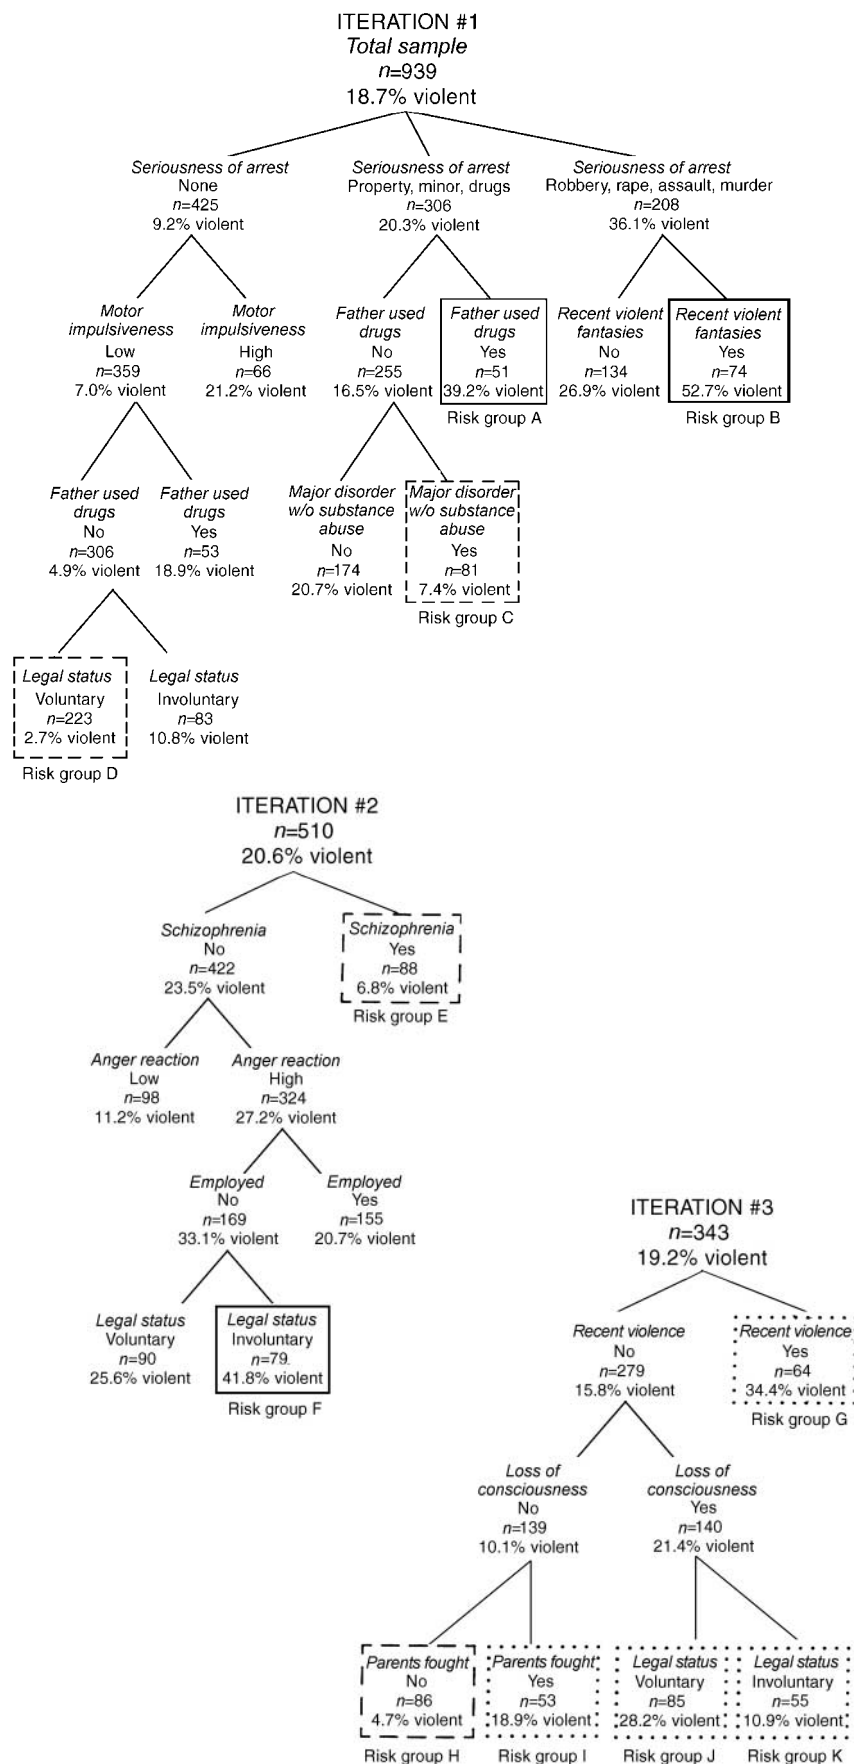 ITERATION #1
Total sample
n=939
18.7% violent
Seriousness of arrest
None
n=425
9.2% violent
Seriousness of arrest
Property, minor, drugs
n=306
20.3% violent
Seriousness of arrest
Robbery, rape, assault, murder
n=208
36.1% violent
Motor
impulsiveness
Low
n=359
7.0% violent
Motor
impulsiveness
High
n=66
21.2% violent
Father used
drugs
No
n=255
16.5% violent
Father used
drugs
Yes
n=51
39.2% violent
Risk group A
Recent violent
fantasies
No
n=134
26.9% violent
Recent violent
fantasies
Yes
n=74
52.7% violent
Risk group B
Father used
drugs
No
n=306
4.9% violent
Father used
drugs
Yes
n=53
18.9% violent
Major disorder
w/o substance
abuse
No
n=174
20.7% violent
Major disorder
w/o substance
abuse
Yes
n=81
7.4% violent
Risk group C
Legal status
Voluntary
n=223
2.7% violent
Risk group D
Legal status
Involuntary
n=83
10.8% violent
ITERATION #2
n=510
20.6% violent
Schizophrenia
No
n=422
23.5% violent
Schizophrenia
Yes
n=88
6.8% violent
Risk group E
Anger reaction
Low
n=98
11.2% violent
Anger reaction
High
n=324
27.2% violent
Employed
No
n=169
33.1% violent
Employed
Yes
n=155
20.7% violent
Legal status
Voluntary
n=90
25.6% violent
Legal status
Involuntary
n=79
41.8% violent
Risk group F
ITERATION #3
n=343
19.2% violent
Recent violence
No
n=279
15.8% violent
Recent violence
Yes
n=64
34.4% violent
Risk group G
Loss of
consciousness
No
n=139
10.1% violent
Loss of
consciousness
Yes
n=140
21.4% violent
Parents fought
No
n=86
4.7% violent
Risk group H
Parents fought
Yes
n=53
18.9% violent
Risk group I
Legal status
Voluntary
n=85
28.2% violent
Risk group J
Legal status
Involuntary
n=55
10.9% violent
Risk group K